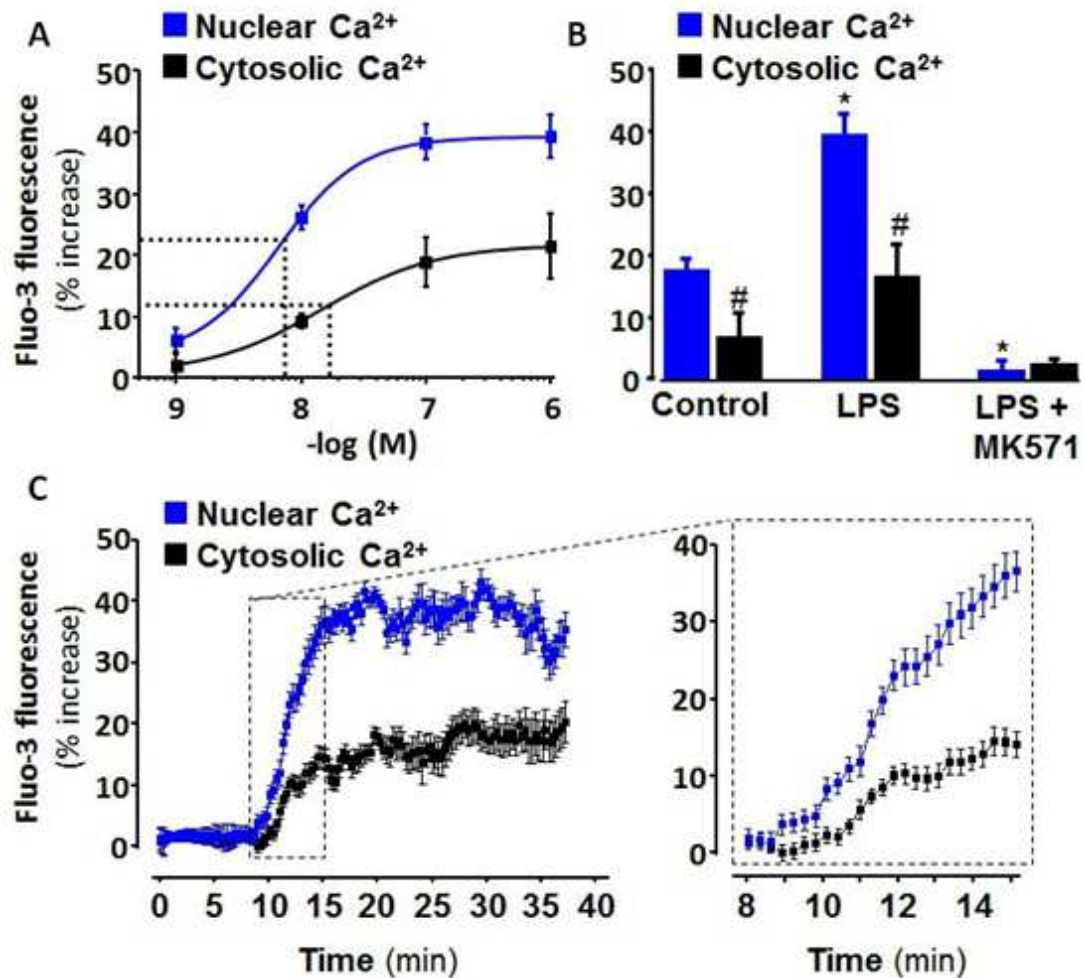 A
Nuclear Ca²⁺
Cytosolic Ca²⁺
Fluo-3 fluorescence
(% increase)
50
40
30
20
10
0
9 8 7 6
-log (M)
B
Nuclear Ca²⁺
Cytosolic Ca²⁺
50
40
30
20
10
0
*
#
#
*
Control LPS LPS +
MK571
C
Nuclear Ca²⁺
Cytosolic Ca²⁺
Fluo-3 fluorescence
(% increase)
50
40
30
20
10
0
0 5 10 15 20 25 30 35 40
Time (min)
40
30
20
10
0
8 10 12 14
Time (min)